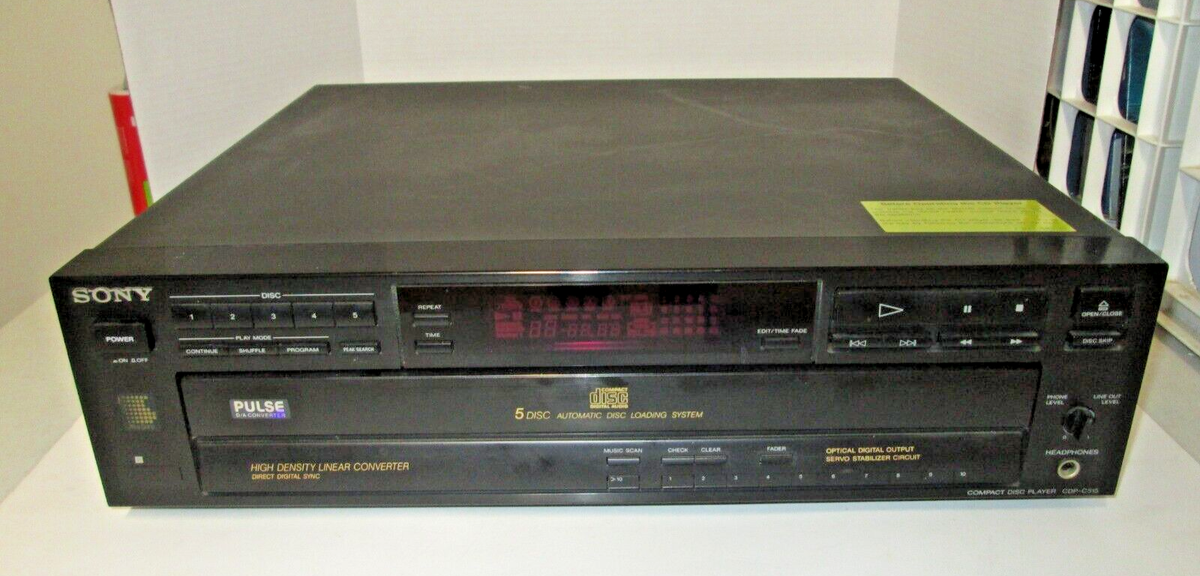 SONY
DISC
1 2 3 4 5
POWER
ON OFF
PLAY MODE
CONTINUE SHUFFLE PROGRAM
PEAK SEARCH
REPEAT
TIME
EDIT/TIME FADE
OPEN/CLOSE
DISC SKIP
PULSE
D/A CONVERTER
COMPACT
disc
DIGITAL AUDIO
5 DISC AUTOMATIC DISC LOADING SYSTEM
PHONE LEVEL
LINE OUT LEVEL
HEADPHONES
HIGH DENSITY LINEAR CONVERTER
DIRECT DIGITAL SYNC
MUSIC SCAN
CHECK CLEAR
FADER
>10
1 2 3 4 5 6 7 8 9 10
OPTICAL DIGITAL OUTPUT
SERVO STABILIZER CIRCUIT
COMPACT DISC PLAYER CDP-C515